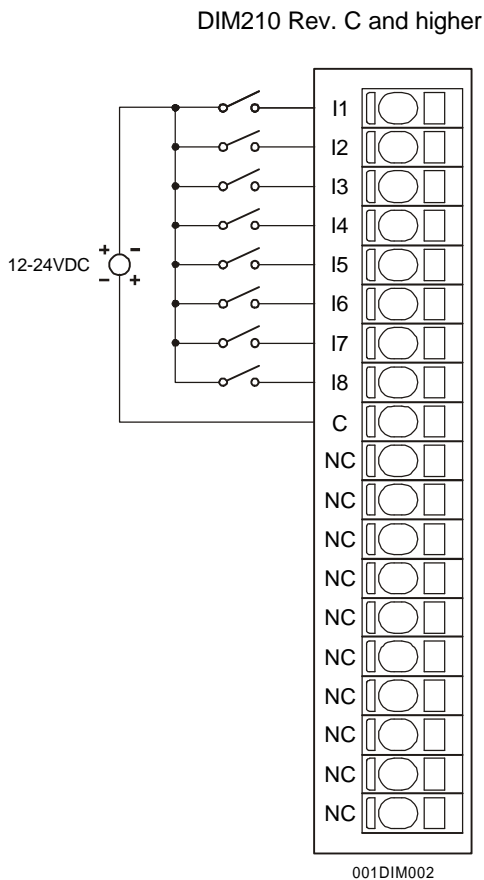 DIM210 Rev. C and higher
I1
I2
I3
I4
+ −
12-24VDC
I5
− +
I6
I7
I8
C
NC
NC
NC
NC
NC
NC
NC
NC
NC
NC
001DIM002